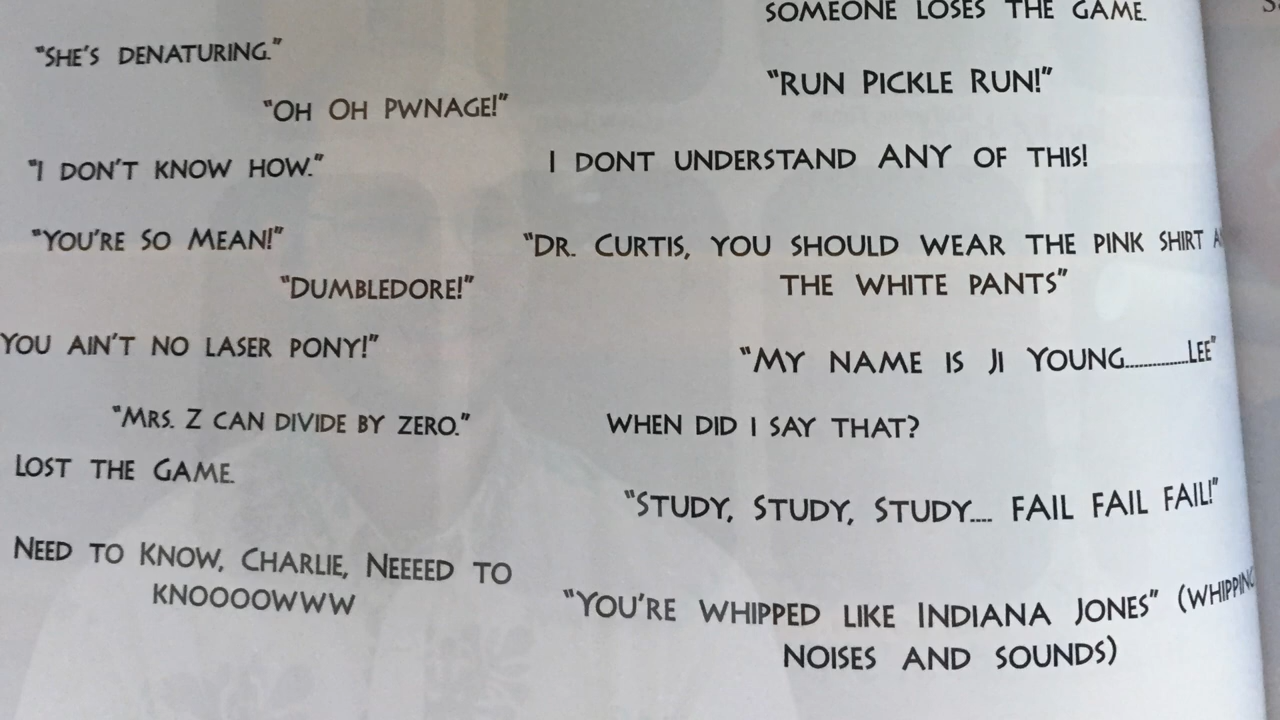 "SHE'S DENATURING."
"OH OH PWNAGE!"
"I DON'T KNOW HOW."
"YOU'RE SO MEAN!"
"DUMBLEDORE!"
YOU AIN'T NO LASER PONY!"
"MRS. Z CAN DIVIDE BY ZERO."
LOST THE GAME.
NEED TO KNOW, CHARLIE, NEEEED TO
KNOOOOWWW
SOMEONE LOSES THE GAME.
"RUN PICKLE RUN!"
I DONT UNDERSTAND ANY OF THIS!
"DR. CURTIS, YOU SHOULD WEAR THE PINK SHIRT
THE WHITE PANTS"
"MY NAME IS JI YOUNG............LEE"
WHEN DID I SAY THAT?
"STUDY, STUDY, STUDY.... FAIL FAIL FAIL!"
"YOU'RE WHIPPED LIKE INDIANA JONES" (WHIPPING
NOISES AND SOUNDS)